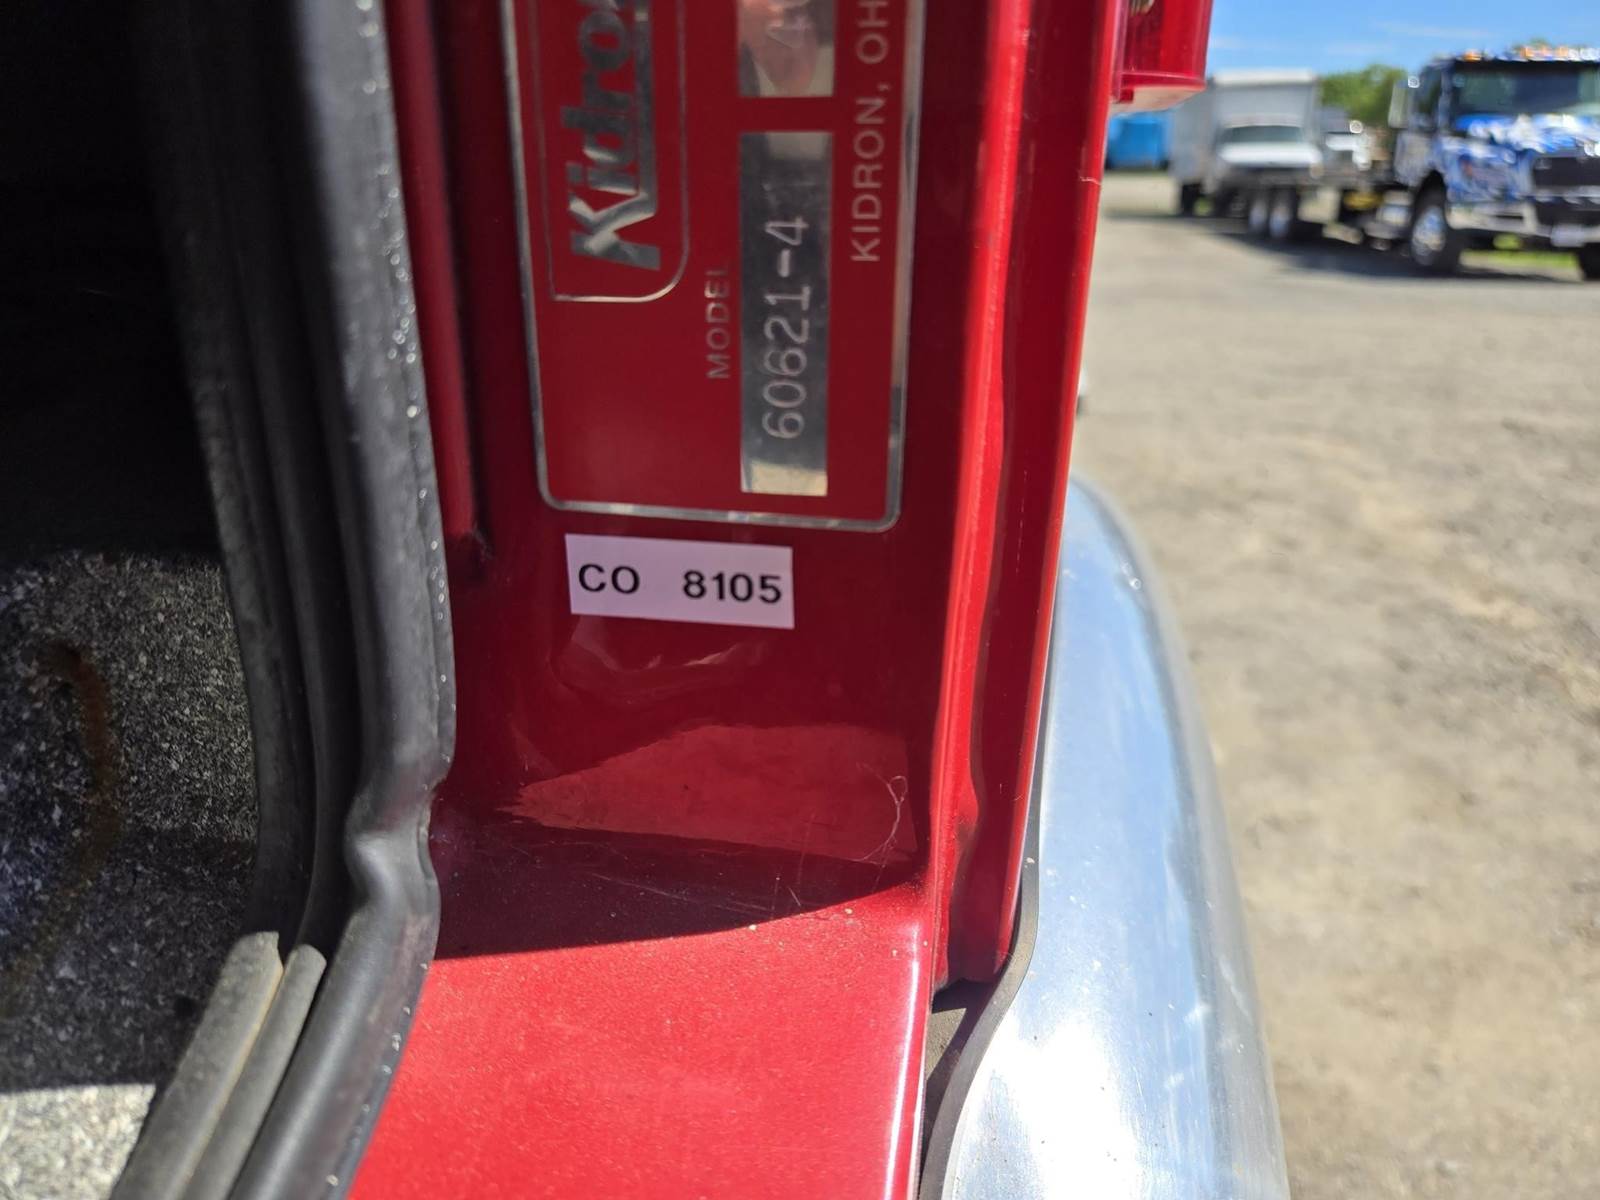 Kidron
MODEL
60621-4
KIDRON, OH
CO 8105